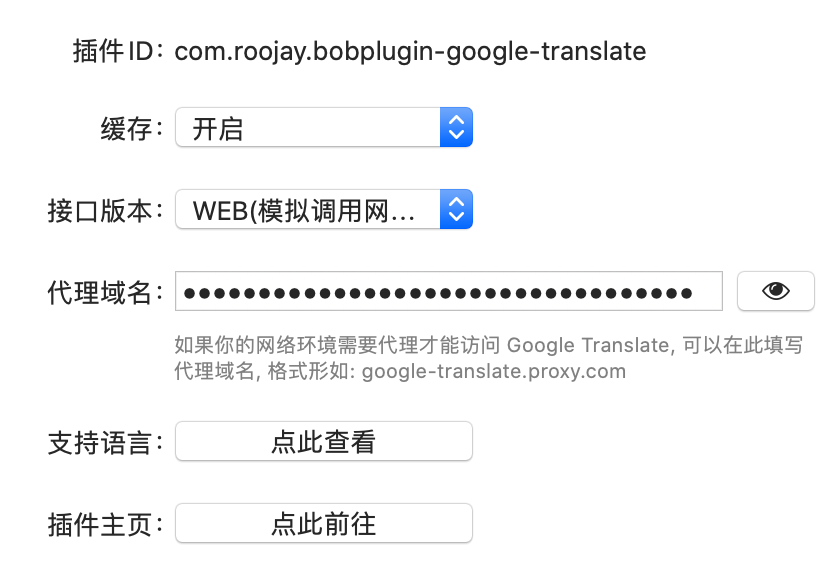 插件ID: com.roojay.bobplugin-google-translate
缓存: 开启
接口版本: WEB(模拟调用网...
代理域名: ●●●●●●●●●●●●●●●●●●●●●●●●●●●●●●●●●●
如果你的网络环境需要代理才能访问 Google Translate, 可以在此填写
代理域名, 格式形如: google-translate.proxy.com
支持语言: 点此查看
插件主页: 点此前往